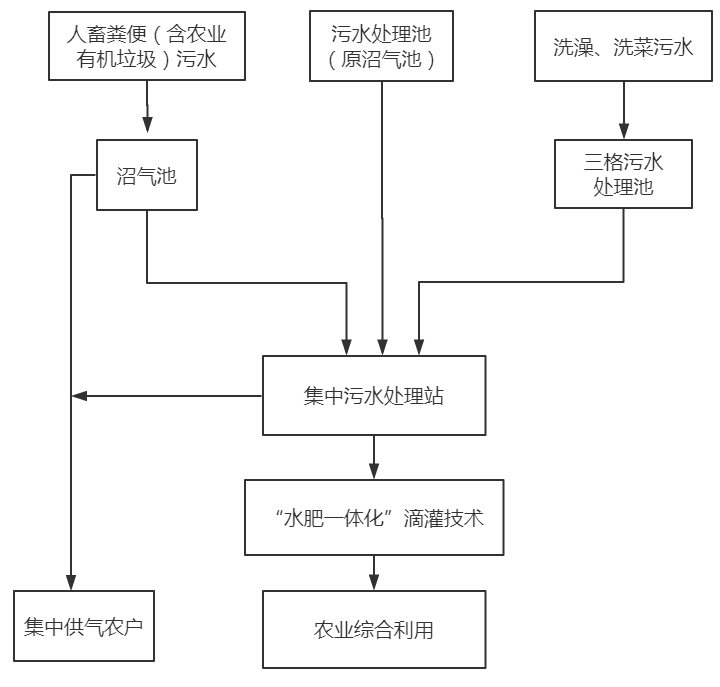 人畜粪便（含农业
有机垃圾）污水
污水处理池
（原沼气池）
洗澡、洗菜污水
沼气池
三格污水
处理池
集中污水处理站
“水肥一体化”滴灌技术
集中供气农户
农业综合利用